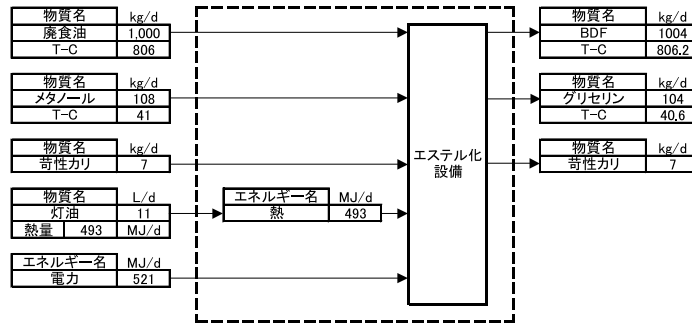 物質名 kg/d
廃食油 1,000
T-C 806
物質名 kg/d
メタノール 108
T-C 41
物質名 kg/d
苛性カリ 7
物質名 L/d
灯油 11
熱量 493 MJ/d
エネルギー名 MJ/d
電力 521
エネルギー名 MJ/d
熱 493
エステル化
設備
物質名 kg/d
BDF 1004
T-C 806.2
物質名 kg/d
グリセリン 104
T-C 40.6
物質名 kg/d
苛性カリ 7